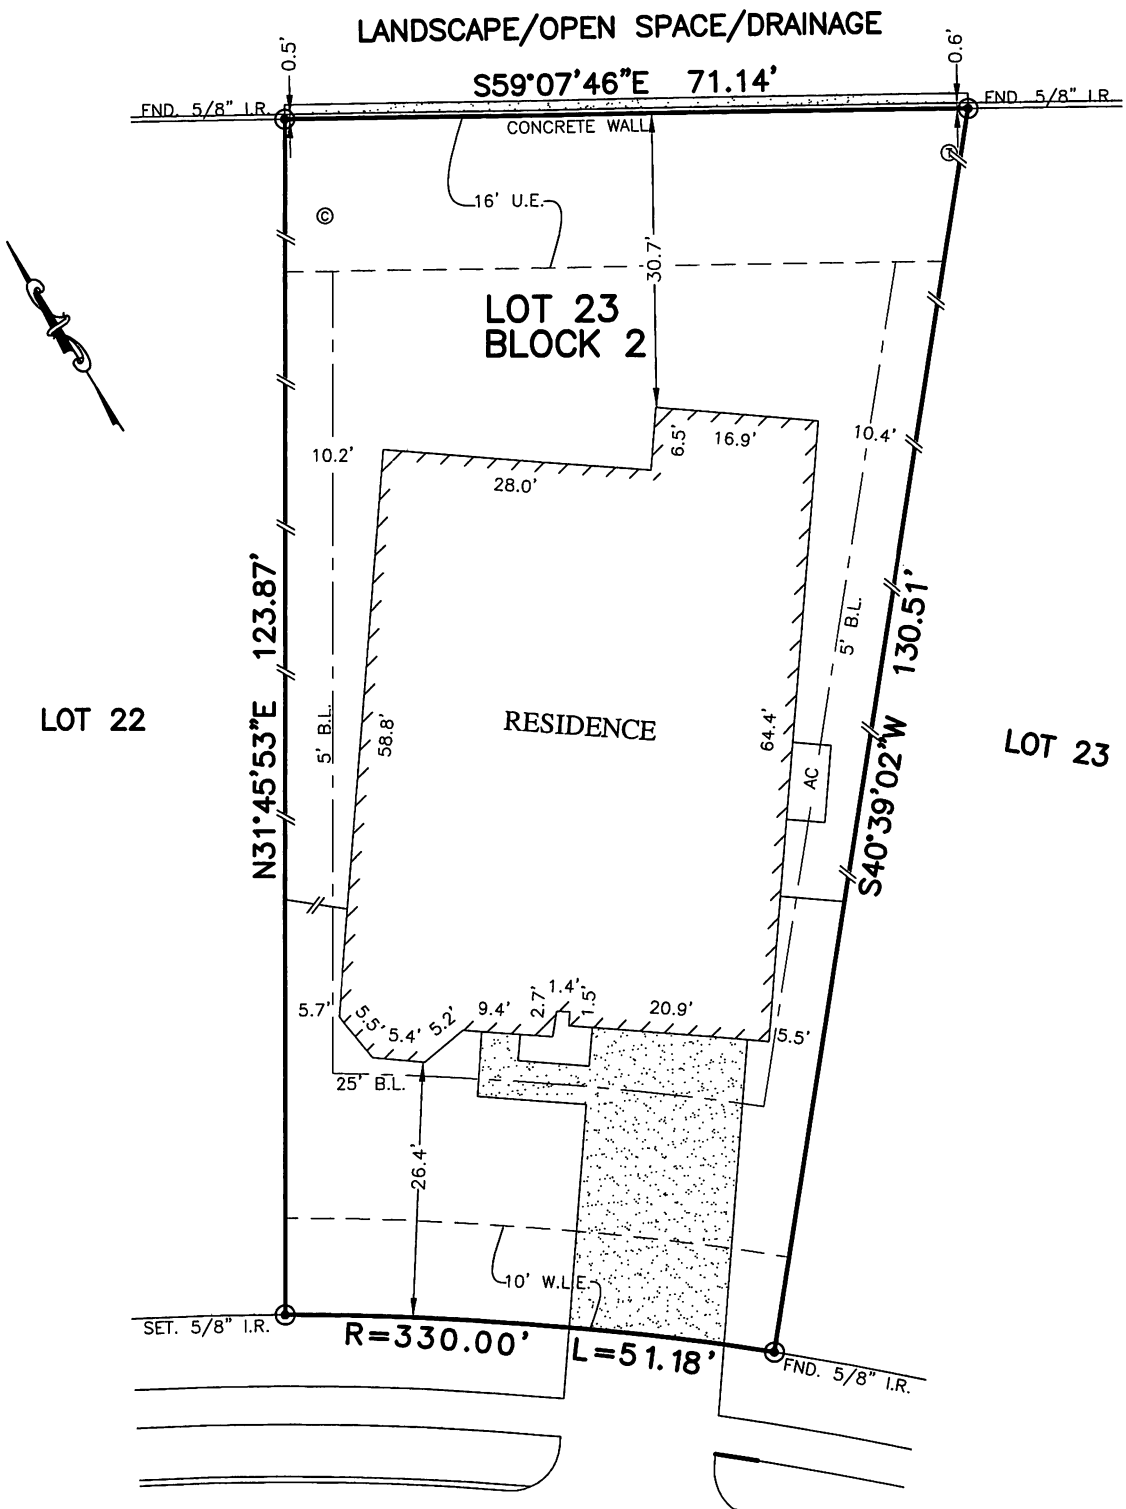 LANDSCAPE/OPEN SPACE/DRAINAGE
0.5'
0.6'
S59°07'46"E 71.14'
FND. 5/8" I.R.
FND. 5/8" I.R.
CONCRETE WALL
T
16' U.E.
C
30.7'
LOT 23
BLOCK 2
10.2'
28.0'
6.5'
16.9'
10.4'
N31°45'53"E 123.87'
5' B.L.
58.8'
RESIDENCE
64.4'
AC
5' B.L.
S40°39'02"W 130.51'
LOT 22
LOT 23
5.7'
5.5'
5.4'
5.2'
9.4'
2.7'
1.4'
1.5'
20.9'
5.5'
25' B.L.
26.4'
10' W.L.E.
SET. 5/8" I.R.
R=330.00' L=51.18'
FND. 5/8" I.R.